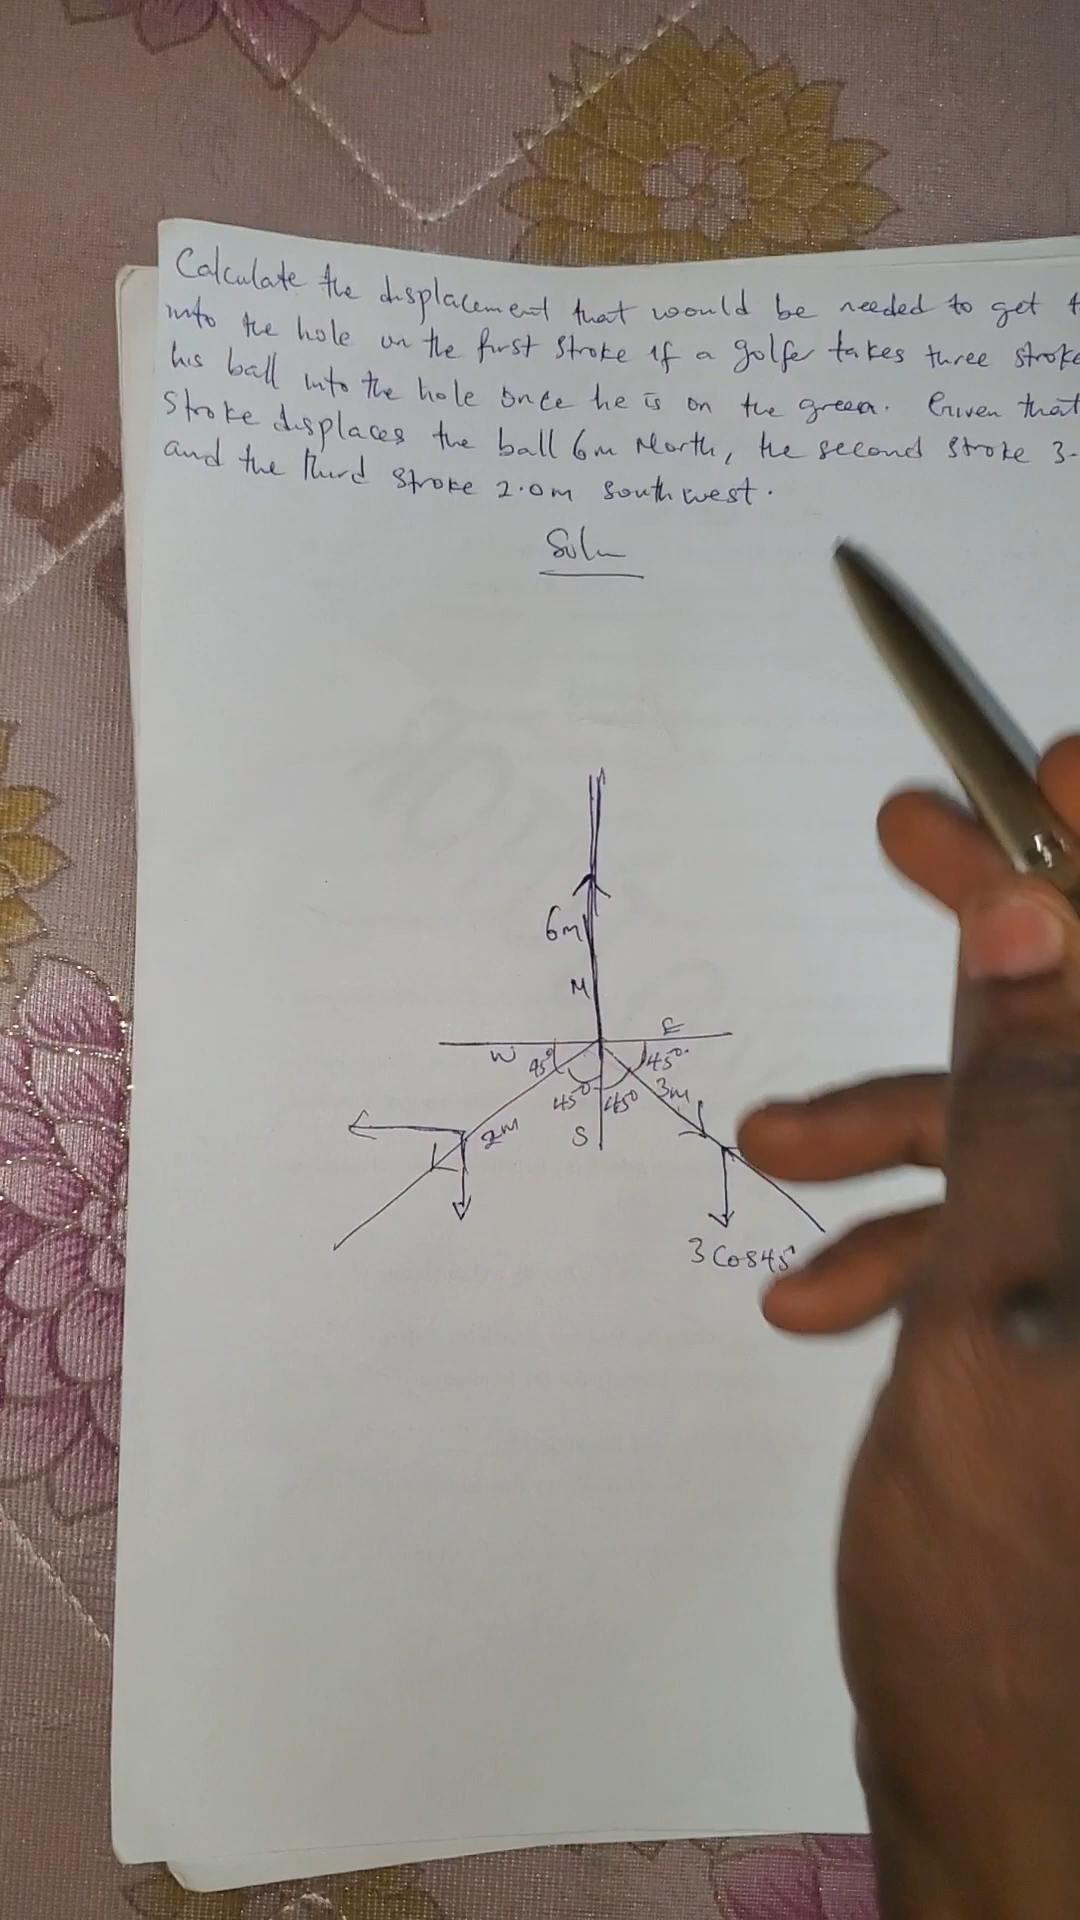 Calculate the displacement that would be needed to get
into the hole on the first stroke if a golfer takes three stroke
his ball into the hole once he is on the green. Given that
stroke displaces the ball 6m North, the second stroke 3.
and the third stroke 2.0m southwest.
Soln
6m
N
W E
45° 45°
45° 45° 3m
2m S
3 Cos45°